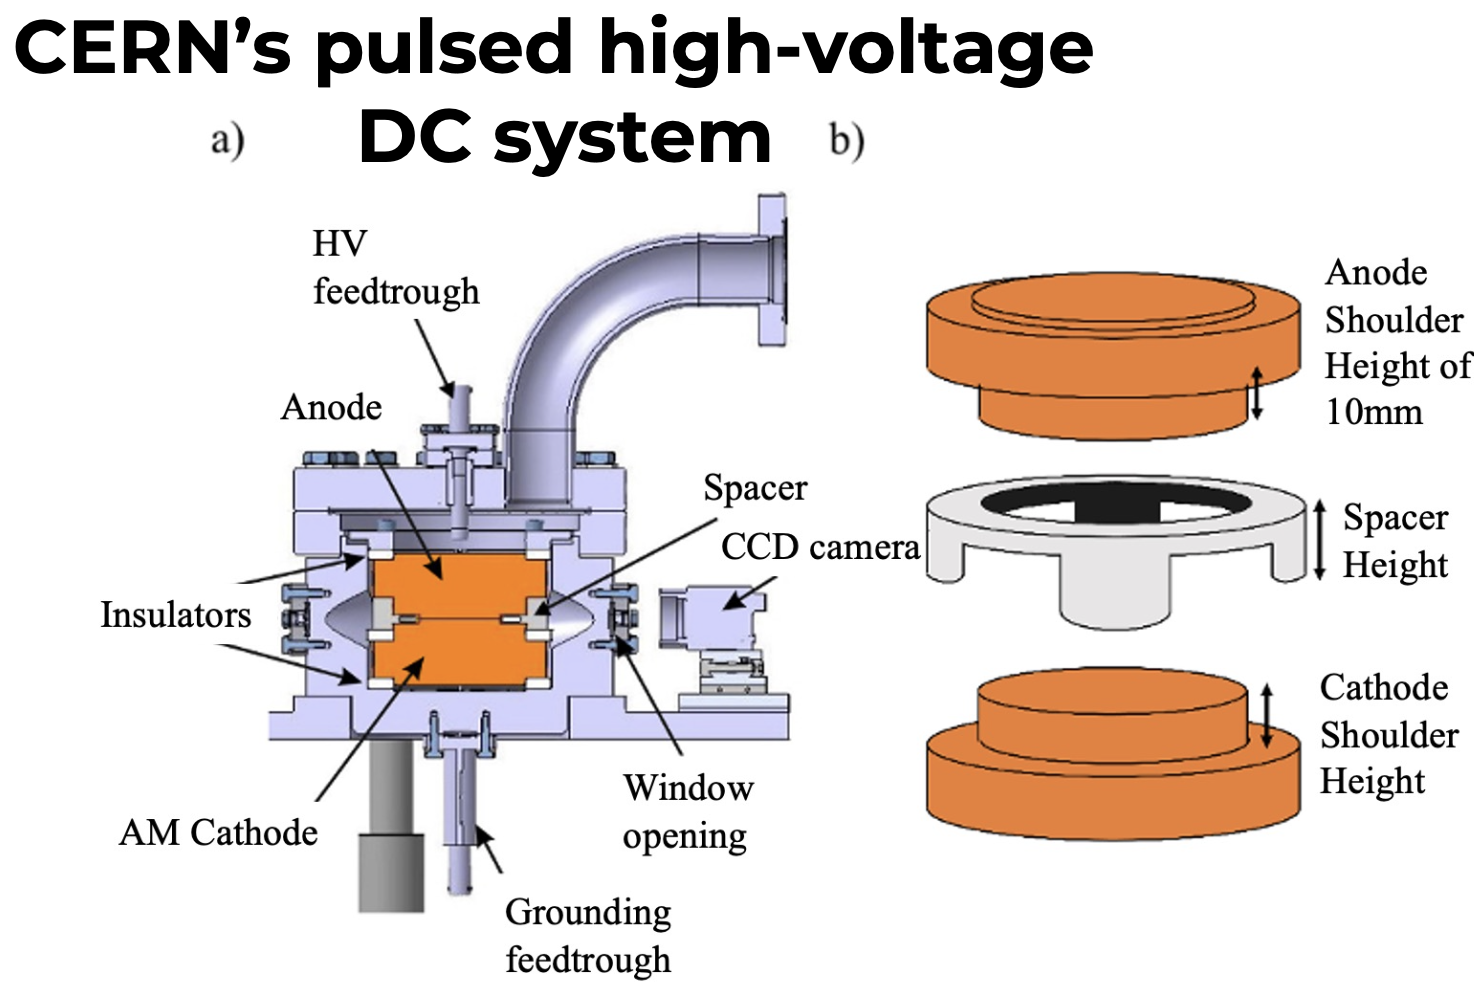 CERN’s pulsed high-voltage
DC system
a)
HV
feedtrough
Anode
Spacer
CCD camera
Insulators
AM Cathode
Window
opening
Grounding
feedtrough
b)
Anode
Shoulder
Height of
10mm
Spacer
Height
Cathode
Shoulder
Height